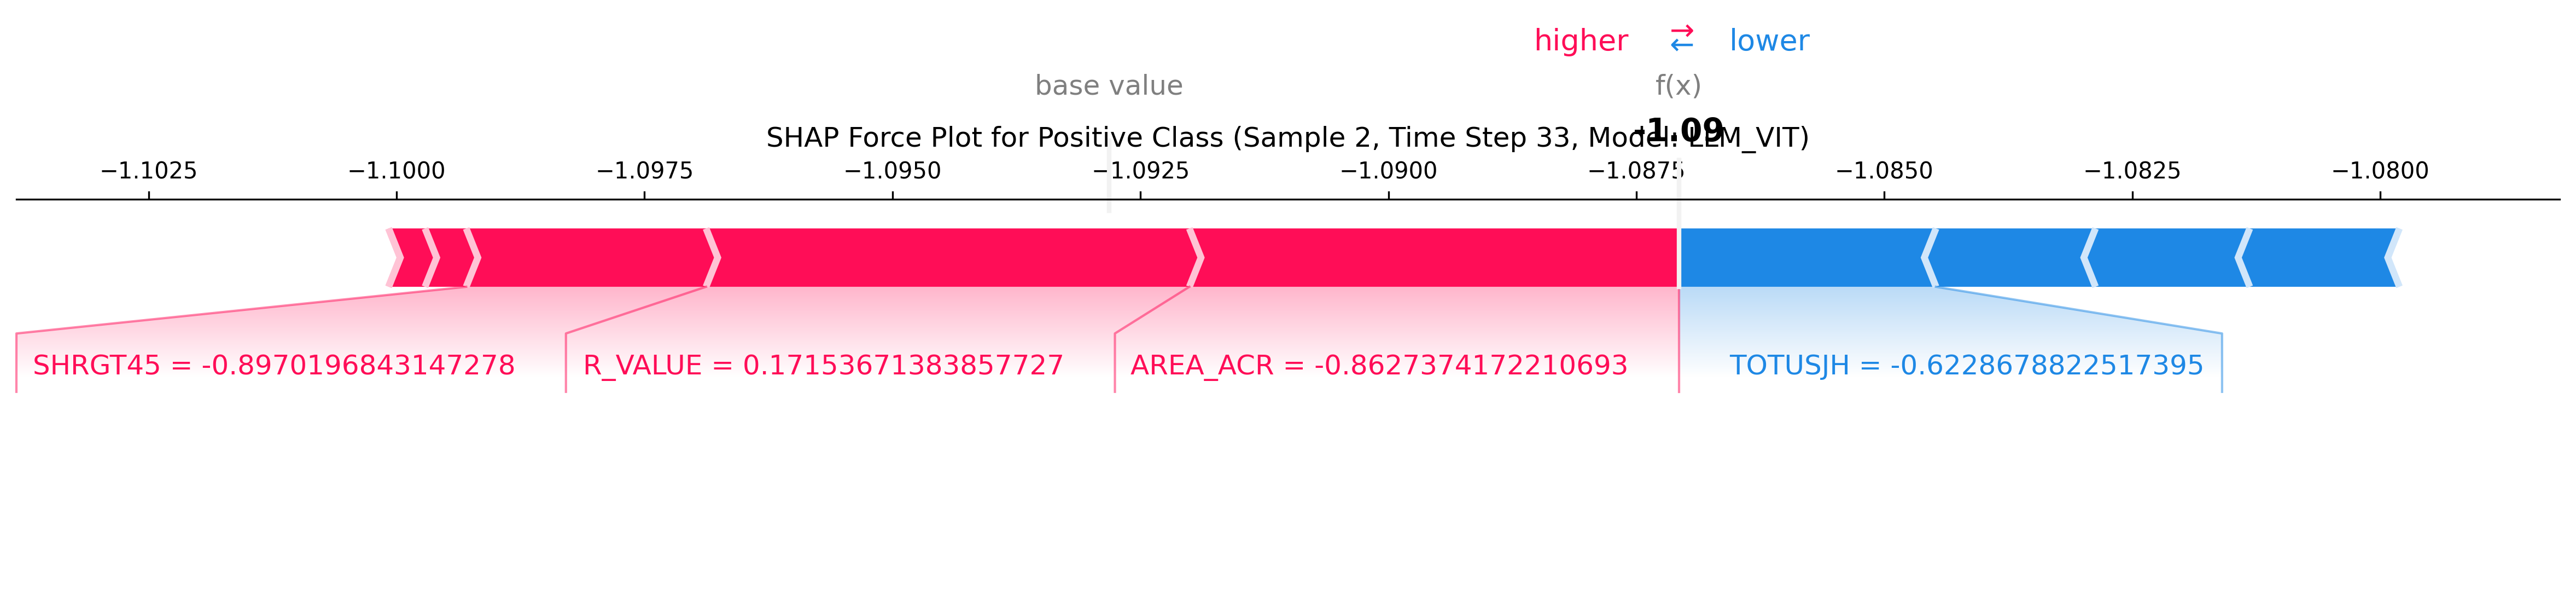 higher ⇄ lower
base value f(x)
-1.09
SHAP Force Plot for Positive Class (Sample 2, Time Step 33, Model: LLM_VIT)
−1.1025 −1.1000 −1.0975 −1.0950 −1.0925 −1.0900 −1.0875 −1.0850 −1.0825 −1.0800
SHRGT45 = -0.8970196843147278 R_VALUE = 0.17153671383857727 AREA_ACR = -0.8627374172210693 TOTUSJH = -0.6228678822517395